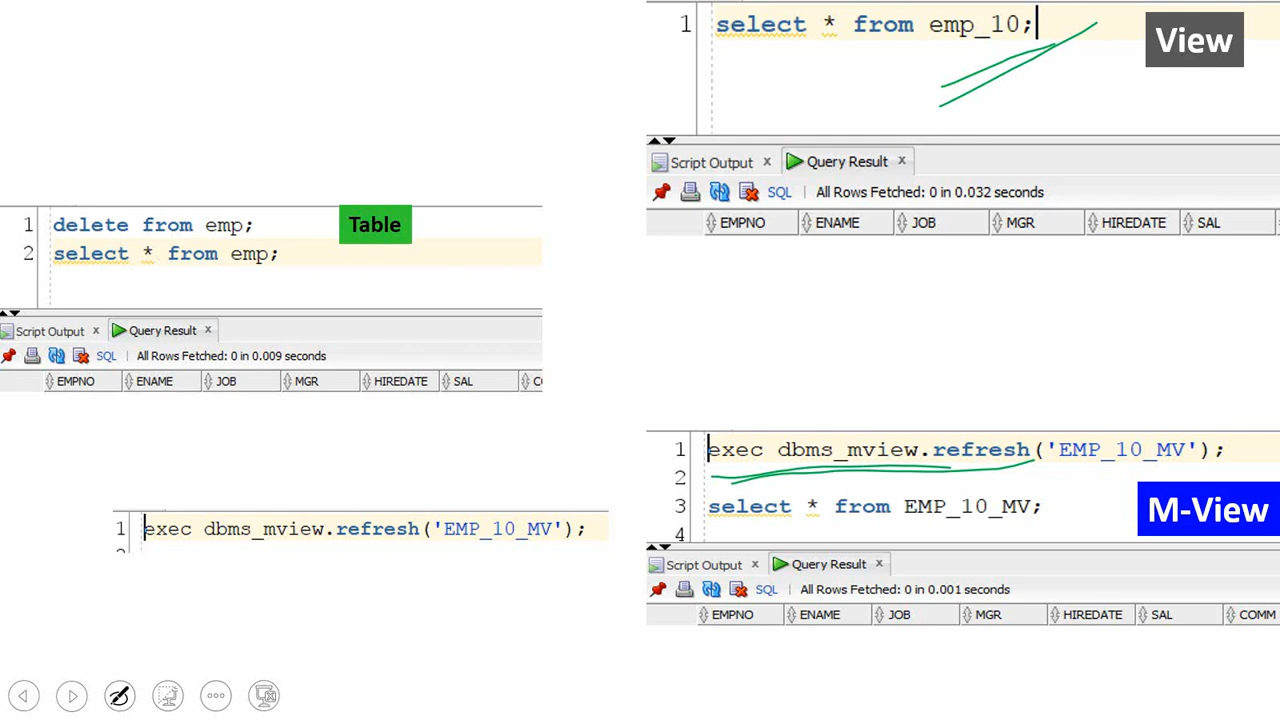 1 delete from emp;
Table
2 select * from emp;
Script Output x Query Result x
SQL | All Rows Fetched: 0 in 0.009 seconds
EMPNO ENAME JOB MGR HIREDATE SAL
1 exec dbms_mview.refresh('EMP_10_MV');
1 select * from emp_10;
View
Script Output x Query Result x
SQL | All Rows Fetched: 0 in 0.032 seconds
EMPNO ENAME JOB MGR HIREDATE SAL
1 exec dbms_mview.refresh('EMP_10_MV');
2
3 select * from EMP_10_MV;
M-View
4
Script Output x Query Result x
SQL | All Rows Fetched: 0 in 0.001 seconds
EMPNO ENAME JOB MGR HIREDATE SAL COMM